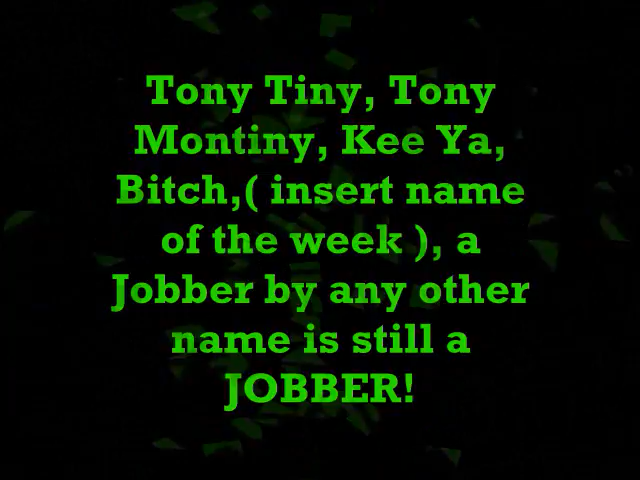 Tony Tiny, Tony
Montiny, Kee Ya,
Bitch,( insert name
of the week ), a
Jobber by any other
name is still a
JOBBER!